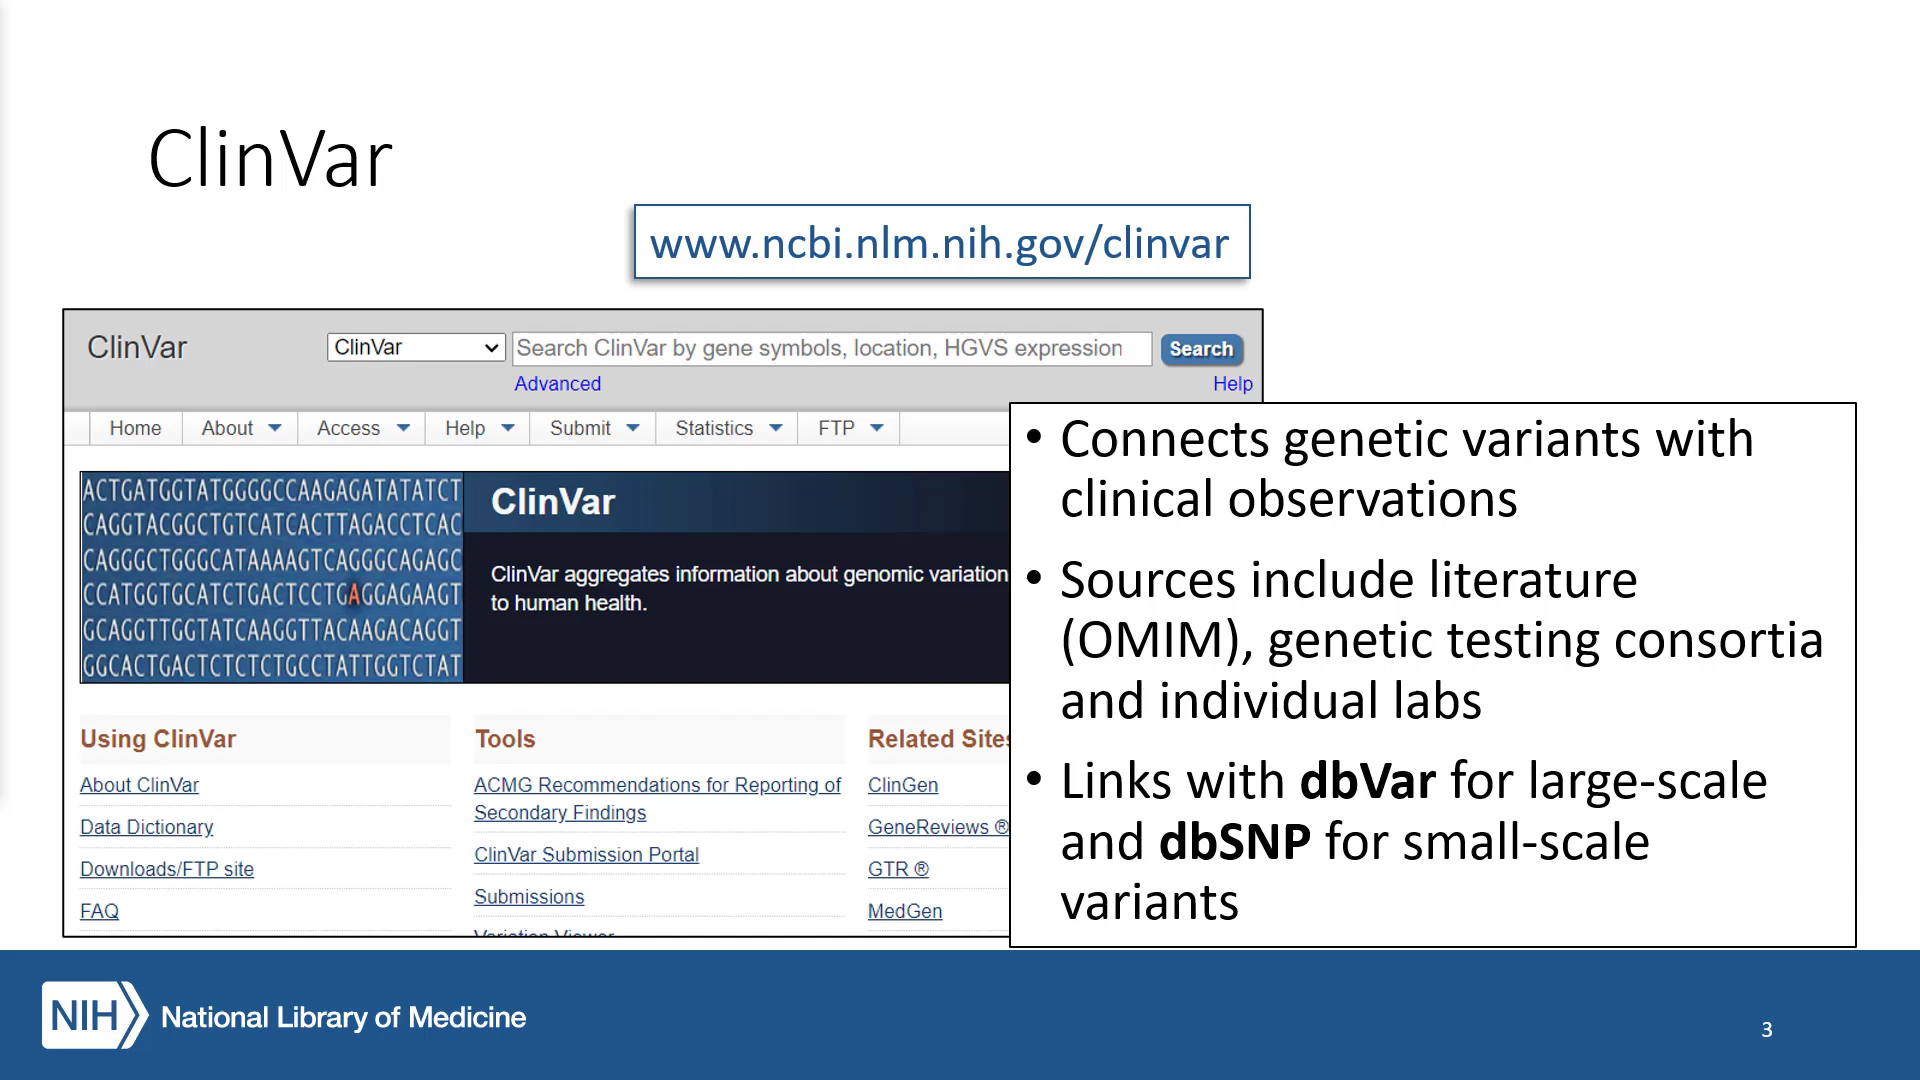 ClinVar
www.ncbi.nlm.nih.gov/clinvar
ClinVar
ClinVar
Search ClinVar by gene symbols, location, HGVS expression
Search
Advanced
Help
Home
About
Access
Help
Submit
Statistics
FTP
ACTGATGGTATGGGGCCAAGAGATATATCT
CAGGTACGGCTGTCATCACTTAGACCTCAC
CAGGGCTGGGCATAAAAGTCAGGGCAGAGC
CCATGGTGCATCTGACTCCTGAGGAGAAGT
GCAGGTTGGTATCAAGGTTACAAGACAGGT
GGCACTGACTCTCTCTGCCTATTGGTCTAT
ClinVar
ClinVar aggregates information about genomic variation
to human health.
Using ClinVar
About ClinVar
Data Dictionary
Downloads/FTP site
FAQ
Tools
ACMG Recommendations for Reporting of
Secondary Findings
ClinVar Submission Portal
Submissions
Variation Viewer
Related Sites
ClinGen
GeneReviews ®
GTR ®
MedGen
• Connects genetic variants with
clinical observations
• Sources include literature
(OMIM), genetic testing consortia
and individual labs
• Links with dbVar for large-scale
and dbSNP for small-scale
variants
NIH National Library of Medicine
3